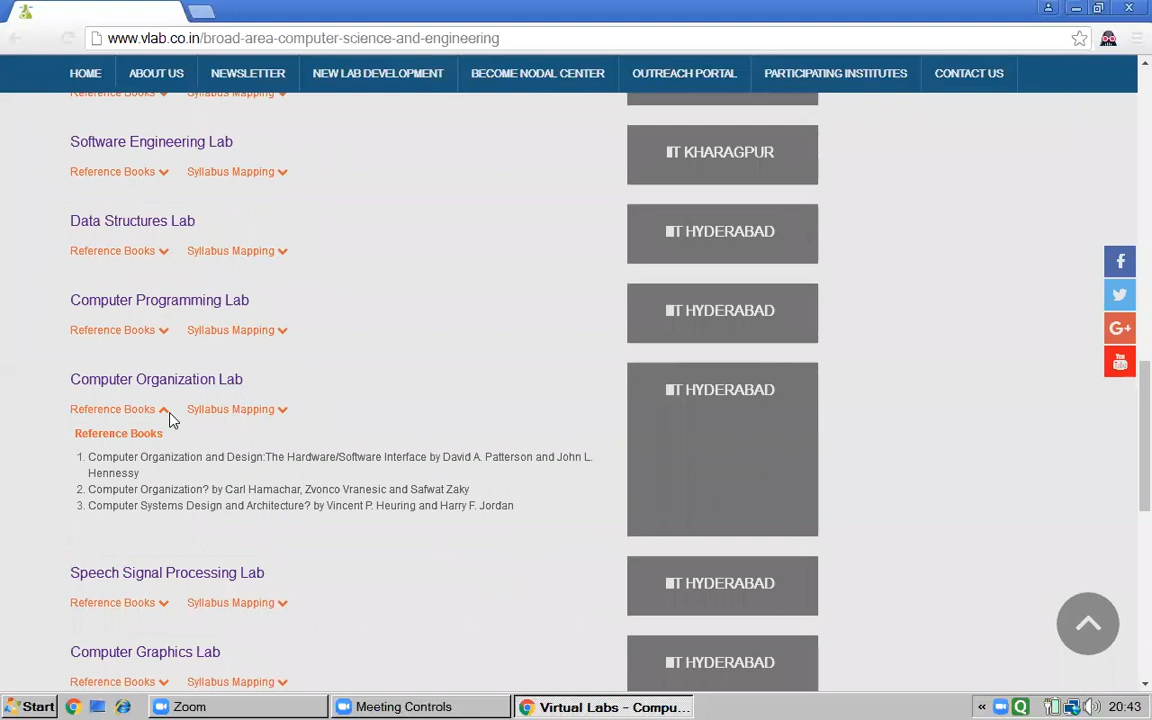 www.vlab.co.in/broad-area-computer-science-and-engineering
HOME ABOUT US NEWSLETTER NEW LAB DEVELOPMENT BECOME NODAL CENTER OUTREACH PORTAL PARTICIPATING INSTITUTES CONTACT US
Reference Books Syllabus Mapping
Software Engineering Lab
IIT KHARAGPUR
Reference Books Syllabus Mapping
Data Structures Lab
IIT HYDERABAD
Reference Books Syllabus Mapping
Computer Programming Lab
IIT HYDERABAD
Reference Books Syllabus Mapping
Computer Organization Lab
IIT HYDERABAD
Reference Books Syllabus Mapping
Reference Books
1. Computer Organization and Design:The Hardware/Software Interface by David A. Patterson and John L.
Hennessy
2. Computer Organization? by Carl Hamachar, Zvonco Vranesic and Safwat Zaky
3. Computer Systems Design and Architecture? by Vincent P. Heuring and Harry F. Jordan
Speech Signal Processing Lab
IIT HYDERABAD
Reference Books Syllabus Mapping
Computer Graphics Lab
IIT HYDERABAD
Reference Books Syllabus Mapping
f
G+
You Tube
Start Zoom Meeting Controls Virtual Labs - Compu... « Q 20:43